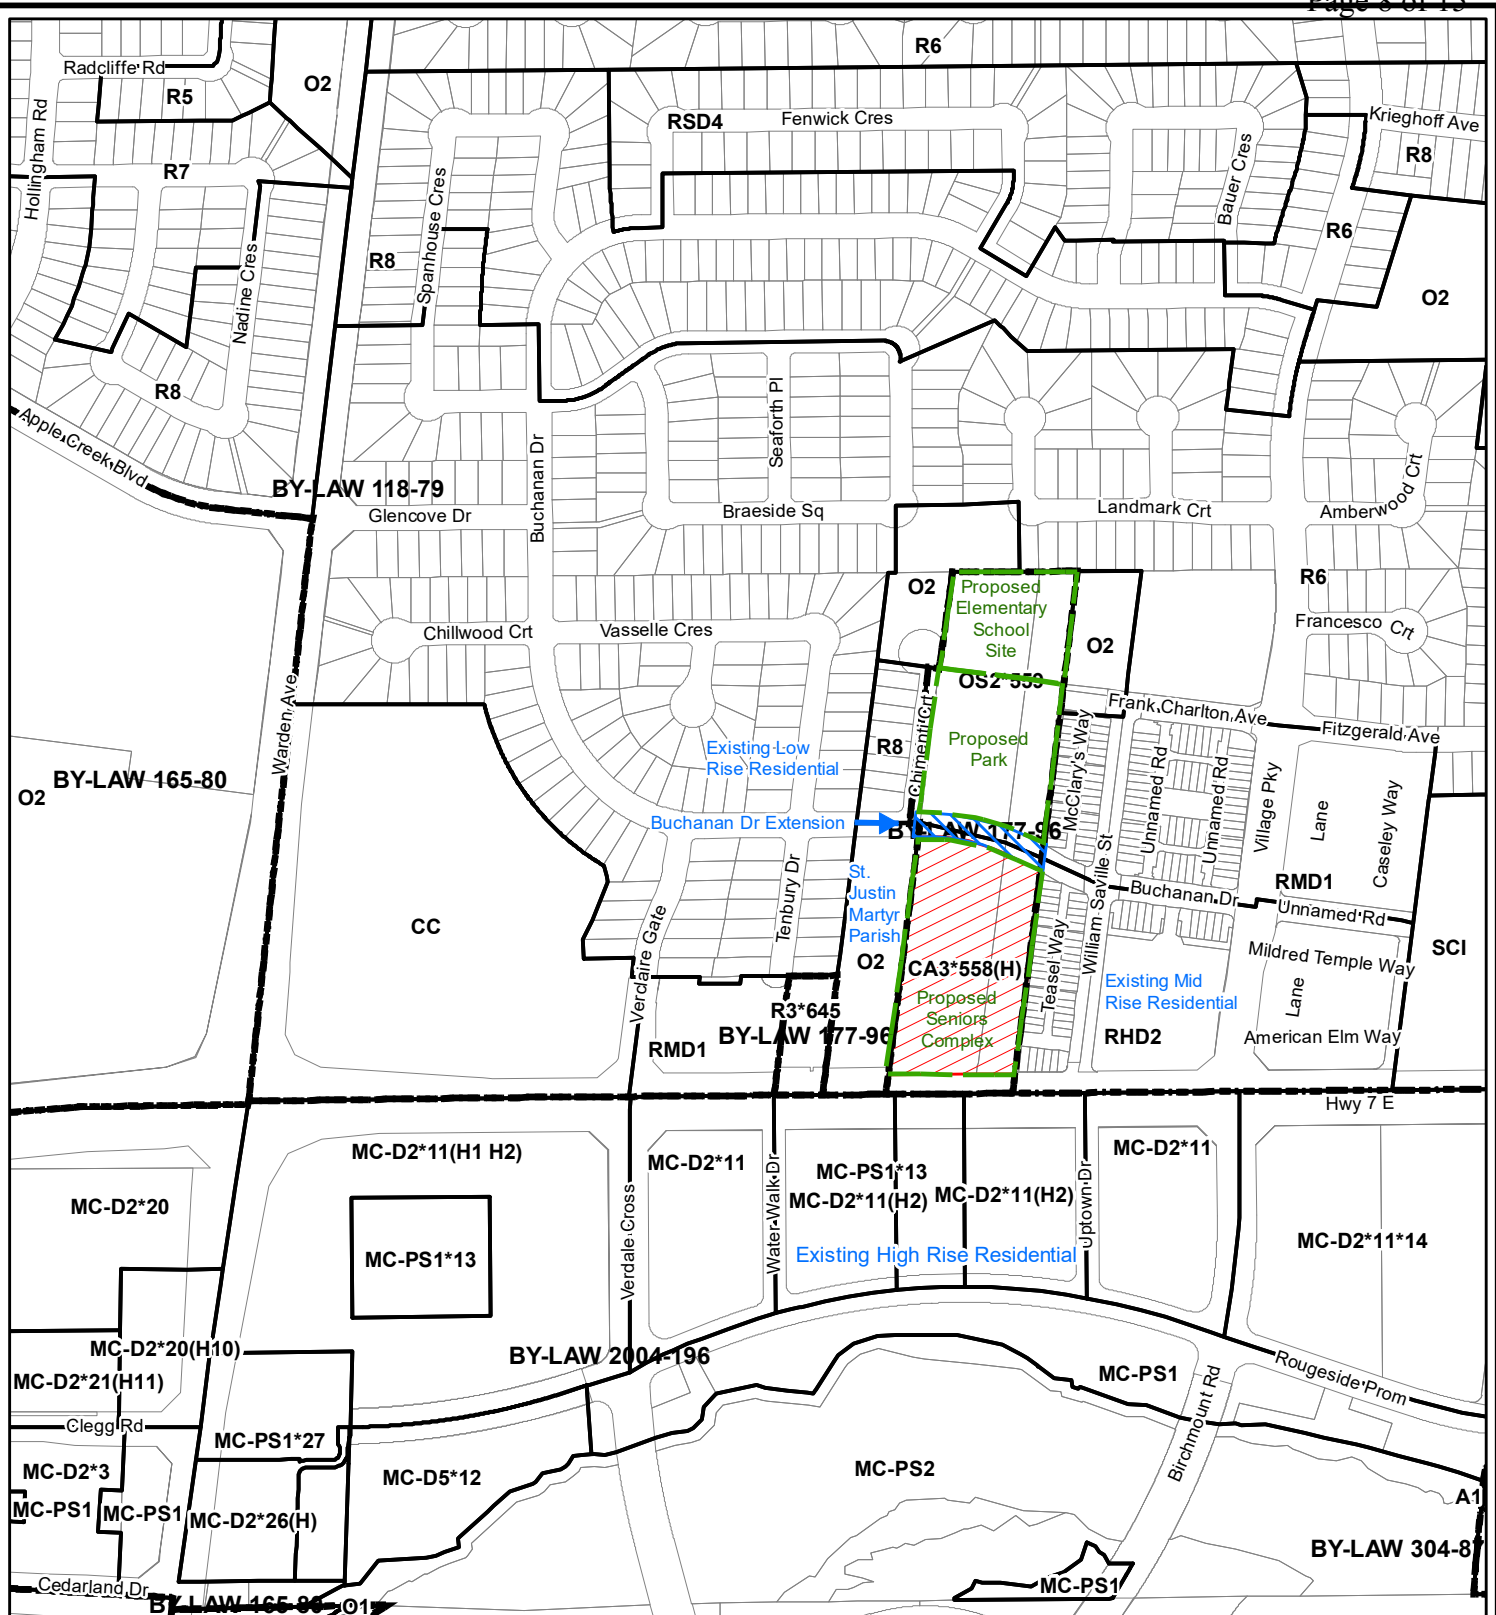 Page 8 of 13
R6
Radcliffe Rd
O2
R5
Hollingham Rd
RSD4
Fenwick Cres
Krieghoff Ave
R8
R7
Bauer Cres
Spanhouse Cres
R6
R8
Nadine Cres
O2
R8
Seaforth Pl
Apple Creek Blvd
Buchanan Dr
BY-LAW 118-79
Glencove Dr
Braeside Sq
Landmark Crt
Amberwood Crt
O2
Proposed
Elementary
School
Site
R6
Chillwood Crt
Vasselle Cres
Francesco Crt
O2
OS2*559
Warden Ave
Chimenti Crt
Frank Charlton Ave
Fitzgerald Ave
McClary's Way
Existing Low
Rise Residential
R8
Proposed
Park
Unnamed Rd
Unnamed Rd
Village Pky
Lane
Caseley Way
BY-LAW 165-80
O2
Buchanan Dr Extension
BY-LAW 177-96
St.
Justin
Martyr
Parish
O2
Tenbury Dr
William Saville St
Buchanan Dr
RMD1
Unnamed Rd
CC
Verdaire Gate
CA3*558(H)
Teasel Way
Mildred Temple Way
SCI
Proposed
Seniors
Complex
Existing Mid
Rise Residential
Lane
R3*645
BY-LAW 177-96
RMD1
RHD2
American Elm Way
Hwy 7 E
MC-D2*11(H1 H2)
MC-D2*11
MC-D2*11
MC-PS1*13
MC-D2*11(H2)
MC-D2*11(H2)
MC-D2*20
Verdale Cross
Water Walk Dr
Uptown Dr
MC-D2*11*14
MC-PS1*13
Existing High Rise Residential
MC-D2*20(H10)
BY-LAW 2004-196
MC-D2*21(H11)
MC-PS1
Rougeside Prom
Birchmount Rd
Clegg Rd
MC-PS1*27
MC-D2*3
MC-D5*12
MC-PS2
MC-PS1
MC-PS1
MC-D2*26(H)
A1
BY-LAW 304-87
MC-PS1
Cedarland Dr
BY-LAW 165-80
O1